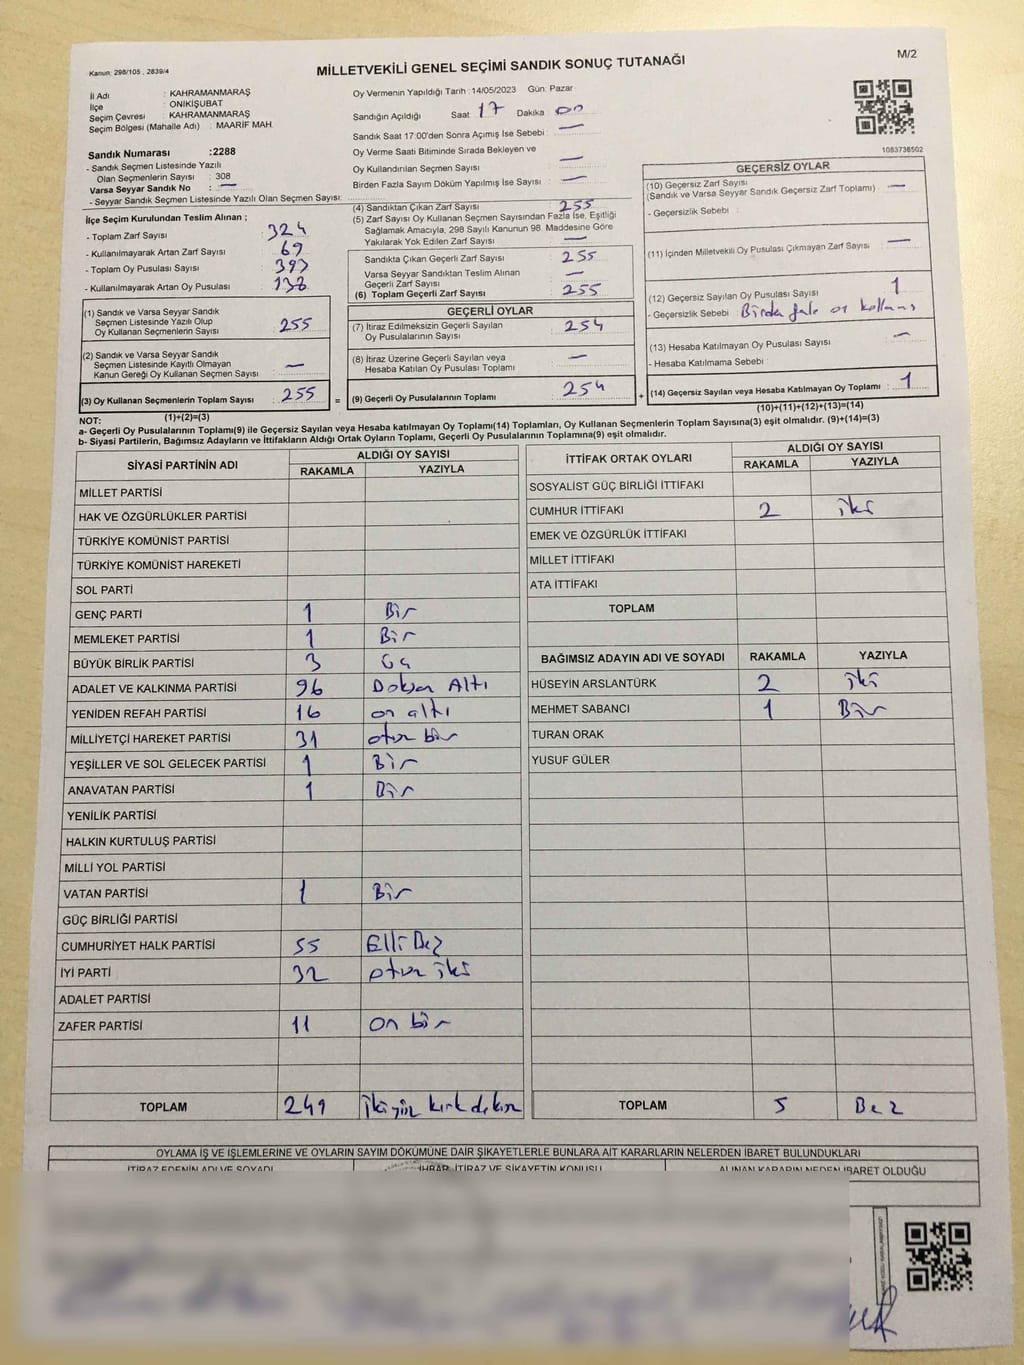 Kanun: 298/105 , 2839/4
MİLLETVEKİLİ GENEL SEÇİMİ SANDIK SONUÇ TUTANAĞI
M/2
İl Adı : KAHRAMANMARAŞ
İlçe : ONİKİŞUBAT
Seçim Çevresi : KAHRAMANMARAŞ
Seçim Bölgesi (Mahalle Adı) : MAARİF MAH.
Sandık Numarası :2288
- Sandık Seçmen Listesinde Yazılı
Olan Seçmenlerin Sayısı : 308
Varsa Seyyar Sandık No : —
- Seyyar Sandık Seçmen Listesinde Yazılı Olan Seçmen Sayısı:
İlçe Seçim Kurulundan Teslim Alınan ;
- Toplam Zarf Sayısı : 324
- Kullanılmayarak Artan Zarf Sayısı : 69
- Toplam Oy Pusulası Sayısı : 393
- Kullanılmayarak Artan Oy Pusulası : 138
(1) Sandık ve Varsa Seyyar Sandık
Seçmen Listesinde Yazılı Olup
Oy Kullanan Seçmenlerin Sayısı 255
(2) Sandık ve Varsa Seyyar Sandık
Seçmen Listesinde Kayıtlı Olmayan
Kanun Gereği Oy Kullanan Seçmen Sayısı —
(3) Oy Kullanan Seçmenlerin Toplam Sayısı 255
(1)+(2)=(3)
Oy Vermenin Yapıldığı Tarih :14/05/2023 Gün: Pazar
Sandığın Açıldığı Saat 17 Dakika 00
Sandık Saat 17:00'den Sonra Açımış İse Sebebi : —
Oy Verme Saati Bitiminde Sırada Bekleyen ve
Oy Kullandırılan Seçmen Sayısı —
Birden Fazla Sayım Döküm Yapılmış İse Sayısı —
(4) Sandıktan Çıkan Zarf Sayısı 255
(5) Zarf Sayısı Oy Kullanan Seçmen Sayısından Fazla İse, Eşitliği
Sağlamak Amacıyla, 298 Sayılı Kanunun 98. Maddesine Göre
Yakılarak Yok Edilen Zarf Sayısı —
Sandıkta Çıkan Geçerli Zarf Sayısı 255
Varsa Seyyar Sandıktan Teslim Alınan
Geçerli Zarf Sayısı —
(6) Toplam Geçerli Zarf Sayısı 255
GEÇERLİ OYLAR
(7) İtiraz Edilmeksizin Geçerli Sayılan
Oy Pusulalarının Sayısı 254
(8) İtiraz Üzerine Geçerli Sayılan veya
Hesaba Katılan Oy Pusulası Toplamı —
= (9) Geçerli Oy Pusulalarının Toplamı 254 +
1083738502
GEÇERSİZ OYLAR
(10) Geçersiz Zarf Sayısı
(Sandık ve Varsa Seyyar Sandık Geçersiz Zarf Toplamı) —
- Geçersizlik Sebebi :
(11) İçinden Milletvekili Oy Pusulası Çıkmayan Zarf Sayısı —
(12) Geçersiz Sayılan Oy Pusulası Sayısı 1
- Geçersizlik Sebebi
(13) Hesaba Katılmayan Oy Pusulası Sayısı —
- Hesaba Katılmama Sebebi :
(14) Geçersiz Sayılan veya Hesaba Katılmayan Oy Toplamı : 1
(10)+(11)+(12)+(13)=(14)
NOT:
a- Geçerli Oy Pusulalarının Toplamı(9) ile Geçersiz Sayılan veya Hesaba katılmayan Oy Toplamı(14) Toplamları, Oy Kullanan Seçmenlerin Toplam Sayısına(3) eşit olmalıdır. (9)+(14)=(3)
b- Siyasi Partilerin, Bağımsız Adayların ve İttifakların Aldığı Ortak Oyların Toplamı, Geçerli Oy Pusulalarının Toplamına(9) eşit olmalıdır.
SİYASİ PARTİNİN ADI ALDIĞI OY SAYISI
RAKAMLA YAZIYLA
MİLLET PARTİSİ
HAK VE ÖZGÜRLÜKLER PARTİSİ
TÜRKİYE KOMÜNİST PARTİSİ
TÜRKİYE KOMÜNİST HAREKETİ
SOL PARTİ
GENÇ PARTİ 1 Bir
MEMLEKET PARTİSİ 1 Bir
BÜYÜK BİRLİK PARTİSİ 3 Üç
ADALET VE KALKINMA PARTİSİ 96 Doksan Altı
YENİDEN REFAH PARTİSİ 16 on altı
MİLLİYETÇİ HAREKET PARTİSİ 31 otuz bir
YEŞİLLER VE SOL GELECEK PARTİSİ 1 Bir
ANAVATAN PARTİSİ 1 Bir
YENİLİK PARTİSİ
HALKIN KURTULUŞ PARTİSİ
MİLLİ YOL PARTİSİ
VATAN PARTİSİ 1 Bir
GÜÇ BİRLİĞİ PARTİSİ
CUMHURİYET HALK PARTİSİ 55 Elli Beş
İYİ PARTİ 32 otuz iki
ADALET PARTİSİ
ZAFER PARTİSİ 11 on bir
TOPLAM 249 İkiyüz kırk dokuz
İTTİFAK ORTAK OYLARI ALDIĞI OY SAYISI
RAKAMLA YAZIYLA
SOSYALİST GÜÇ BİRLİĞİ İTTİFAKI
CUMHUR İTTİFAKI 2 iki
EMEK VE ÖZGÜRLÜK İTTİFAKI
MİLLET İTTİFAKI
ATA İTTİFAKI
TOPLAM
BAĞIMSIZ ADAYIN ADI VE SOYADI RAKAMLA YAZIYLA
HÜSEYİN ARSLANTÜRK 2 iki
MEHMET SABANCI 1 Bir
TURAN ORAK
YUSUF GÜLER
TOPLAM 5 Beş
OYLAMA İŞ VE İŞLEMLERİNE VE OYLARIN SAYIM DÖKÜMÜNE DAİR ŞİKAYETLERLE BUNLARA AİT KARARLARIN NELERDEN İBARET BULUNDUKLARI
İTİRAZ EDENİN ADI VE SOYADI İHBAR, İTİRAZ VE ŞİKAYETİN KONUSU ALINAN KARARIN NEDEN İBARET OLDUĞU